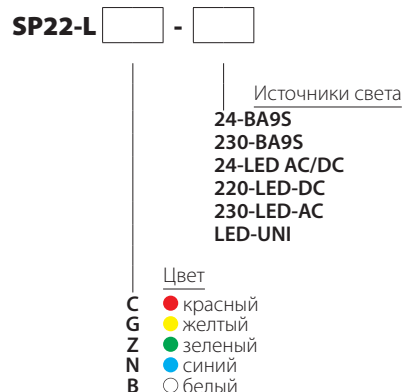 SP22-L -
Источники света
24-BA9S
230-BA9S
24-LED AC/DC
220-LED-DC
230-LED-AC
LED-UNI
Цвет
C красный
G желтый
Z зеленый
N синий
B белый